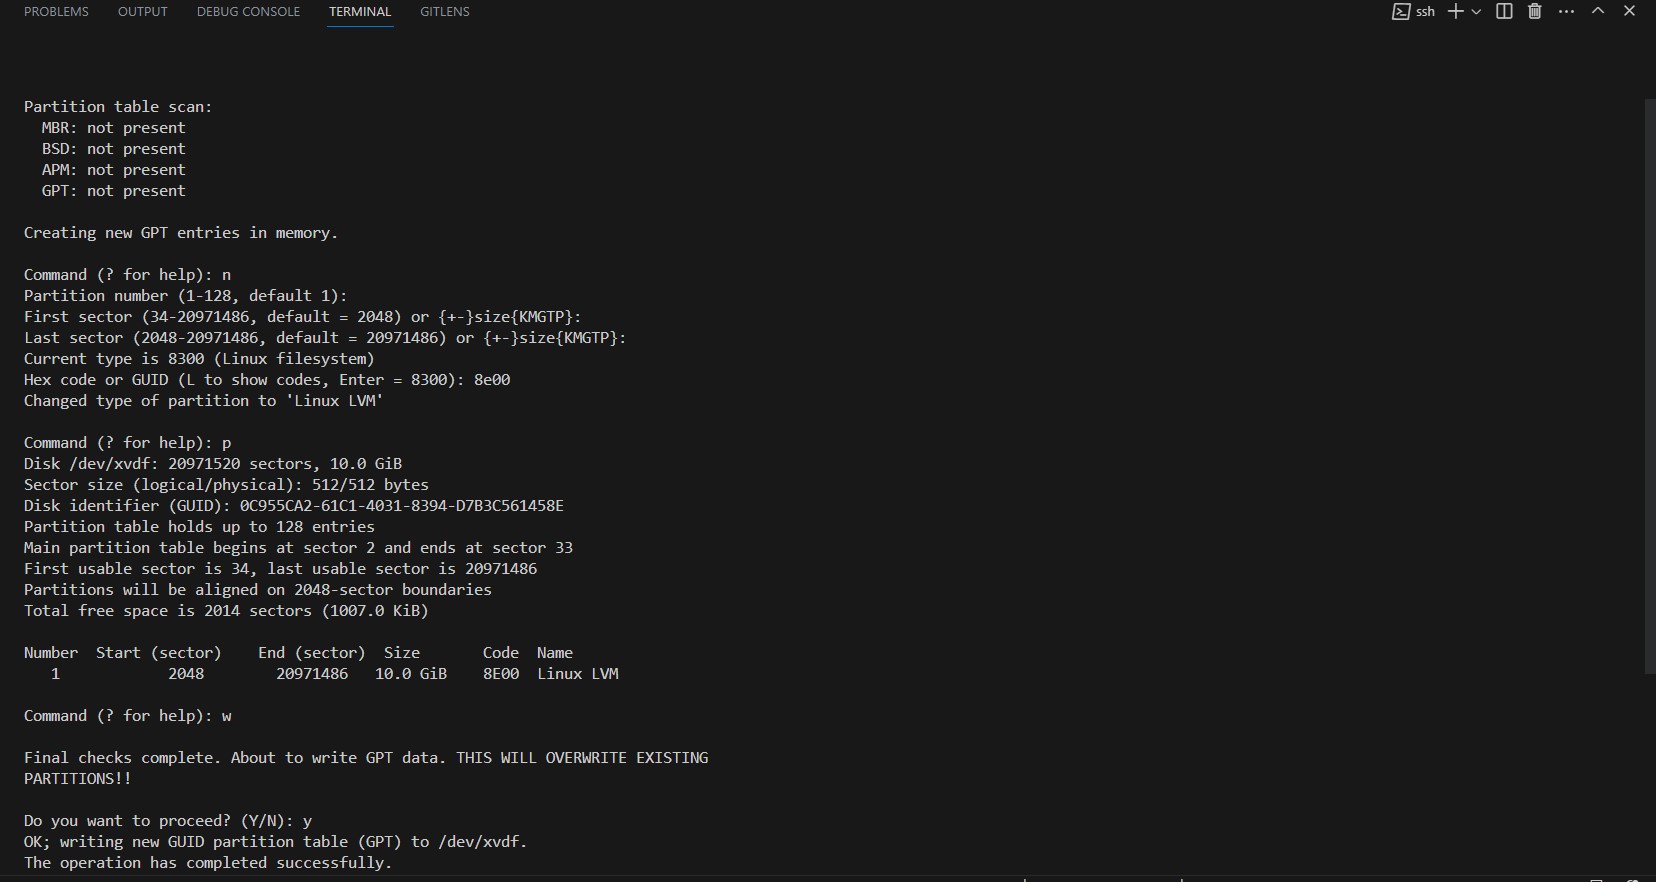 PROBLEMS OUTPUT DEBUG CONSOLE TERMINAL GITLENS ssh
Partition table scan:
  MBR: not present
  BSD: not present
  APM: not present
  GPT: not present
Creating new GPT entries in memory.
Command (? for help): n
Partition number (1-128, default 1):
First sector (34-20971486, default = 2048) or {+-}size{KMGTP}:
Last sector (2048-20971486, default = 20971486) or {+-}size{KMGTP}:
Current type is 8300 (Linux filesystem)
Hex code or GUID (L to show codes, Enter = 8300): 8e00
Changed type of partition to 'Linux LVM'
Command (? for help): p
Disk /dev/xvdf: 20971520 sectors, 10.0 GiB
Sector size (logical/physical): 512/512 bytes
Disk identifier (GUID): 0C955CA2-61C1-4031-8394-D7B3C561458E
Partition table holds up to 128 entries
Main partition table begins at sector 2 and ends at sector 33
First usable sector is 34, last usable sector is 20971486
Partitions will be aligned on 2048-sector boundaries
Total free space is 2014 sectors (1007.0 KiB)
Number  Start (sector)    End (sector)  Size       Code  Name
   1            2048        20971486   10.0 GiB    8E00  Linux LVM
Command (? for help): w
Final checks complete. About to write GPT data. THIS WILL OVERWRITE EXISTING
PARTITIONS!!
Do you want to proceed? (Y/N): y
OK; writing new GUID partition table (GPT) to /dev/xvdf.
The operation has completed successfully.